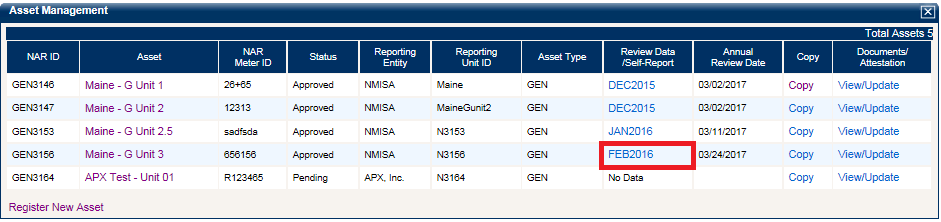 Asset Management
Total Assets 5
NAR ID Asset NAR Meter ID Status Reporting Entity Reporting Unit ID Asset Type Review Data /Self-Report Annual Review Date Copy Documents/ Attestation
GEN3146 Maine - G Unit 1 26+65 Approved NMISA Maine GEN DEC2015 03/02/2017 Copy View/Update
GEN3147 Maine - G Unit 2 12313 Approved NMISA MaineGunit2 GEN DEC2015 03/02/2017 Copy View/Update
GEN3153 Maine - G Unit 2.5 sadfsda Approved NMISA N3153 GEN JAN2016 03/11/2017 Copy View/Update
GEN3156 Maine - G Unit 3 656156 Approved NMISA N3156 GEN FEB2016 03/24/2017 Copy View/Update
GEN3164 APX Test - Unit 01 R123465 Pending APX, Inc. N3164 GEN No Data Copy View/Update
Register New Asset